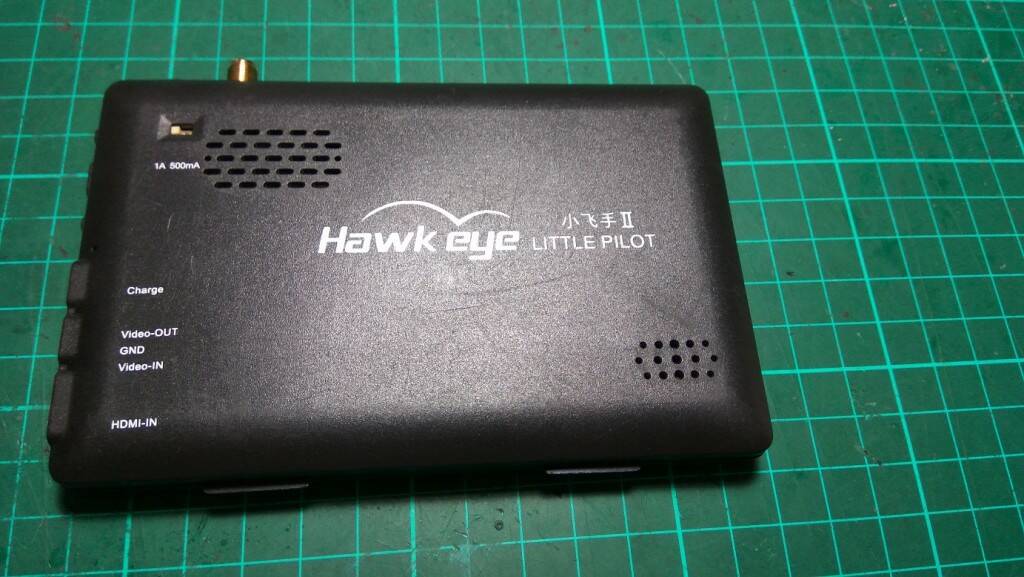 1A 500mA
Hawk eye
小飞手Ⅱ
LITTLE PILOT
Charge
Video-OUT
GND
Video-IN
HDMI-IN